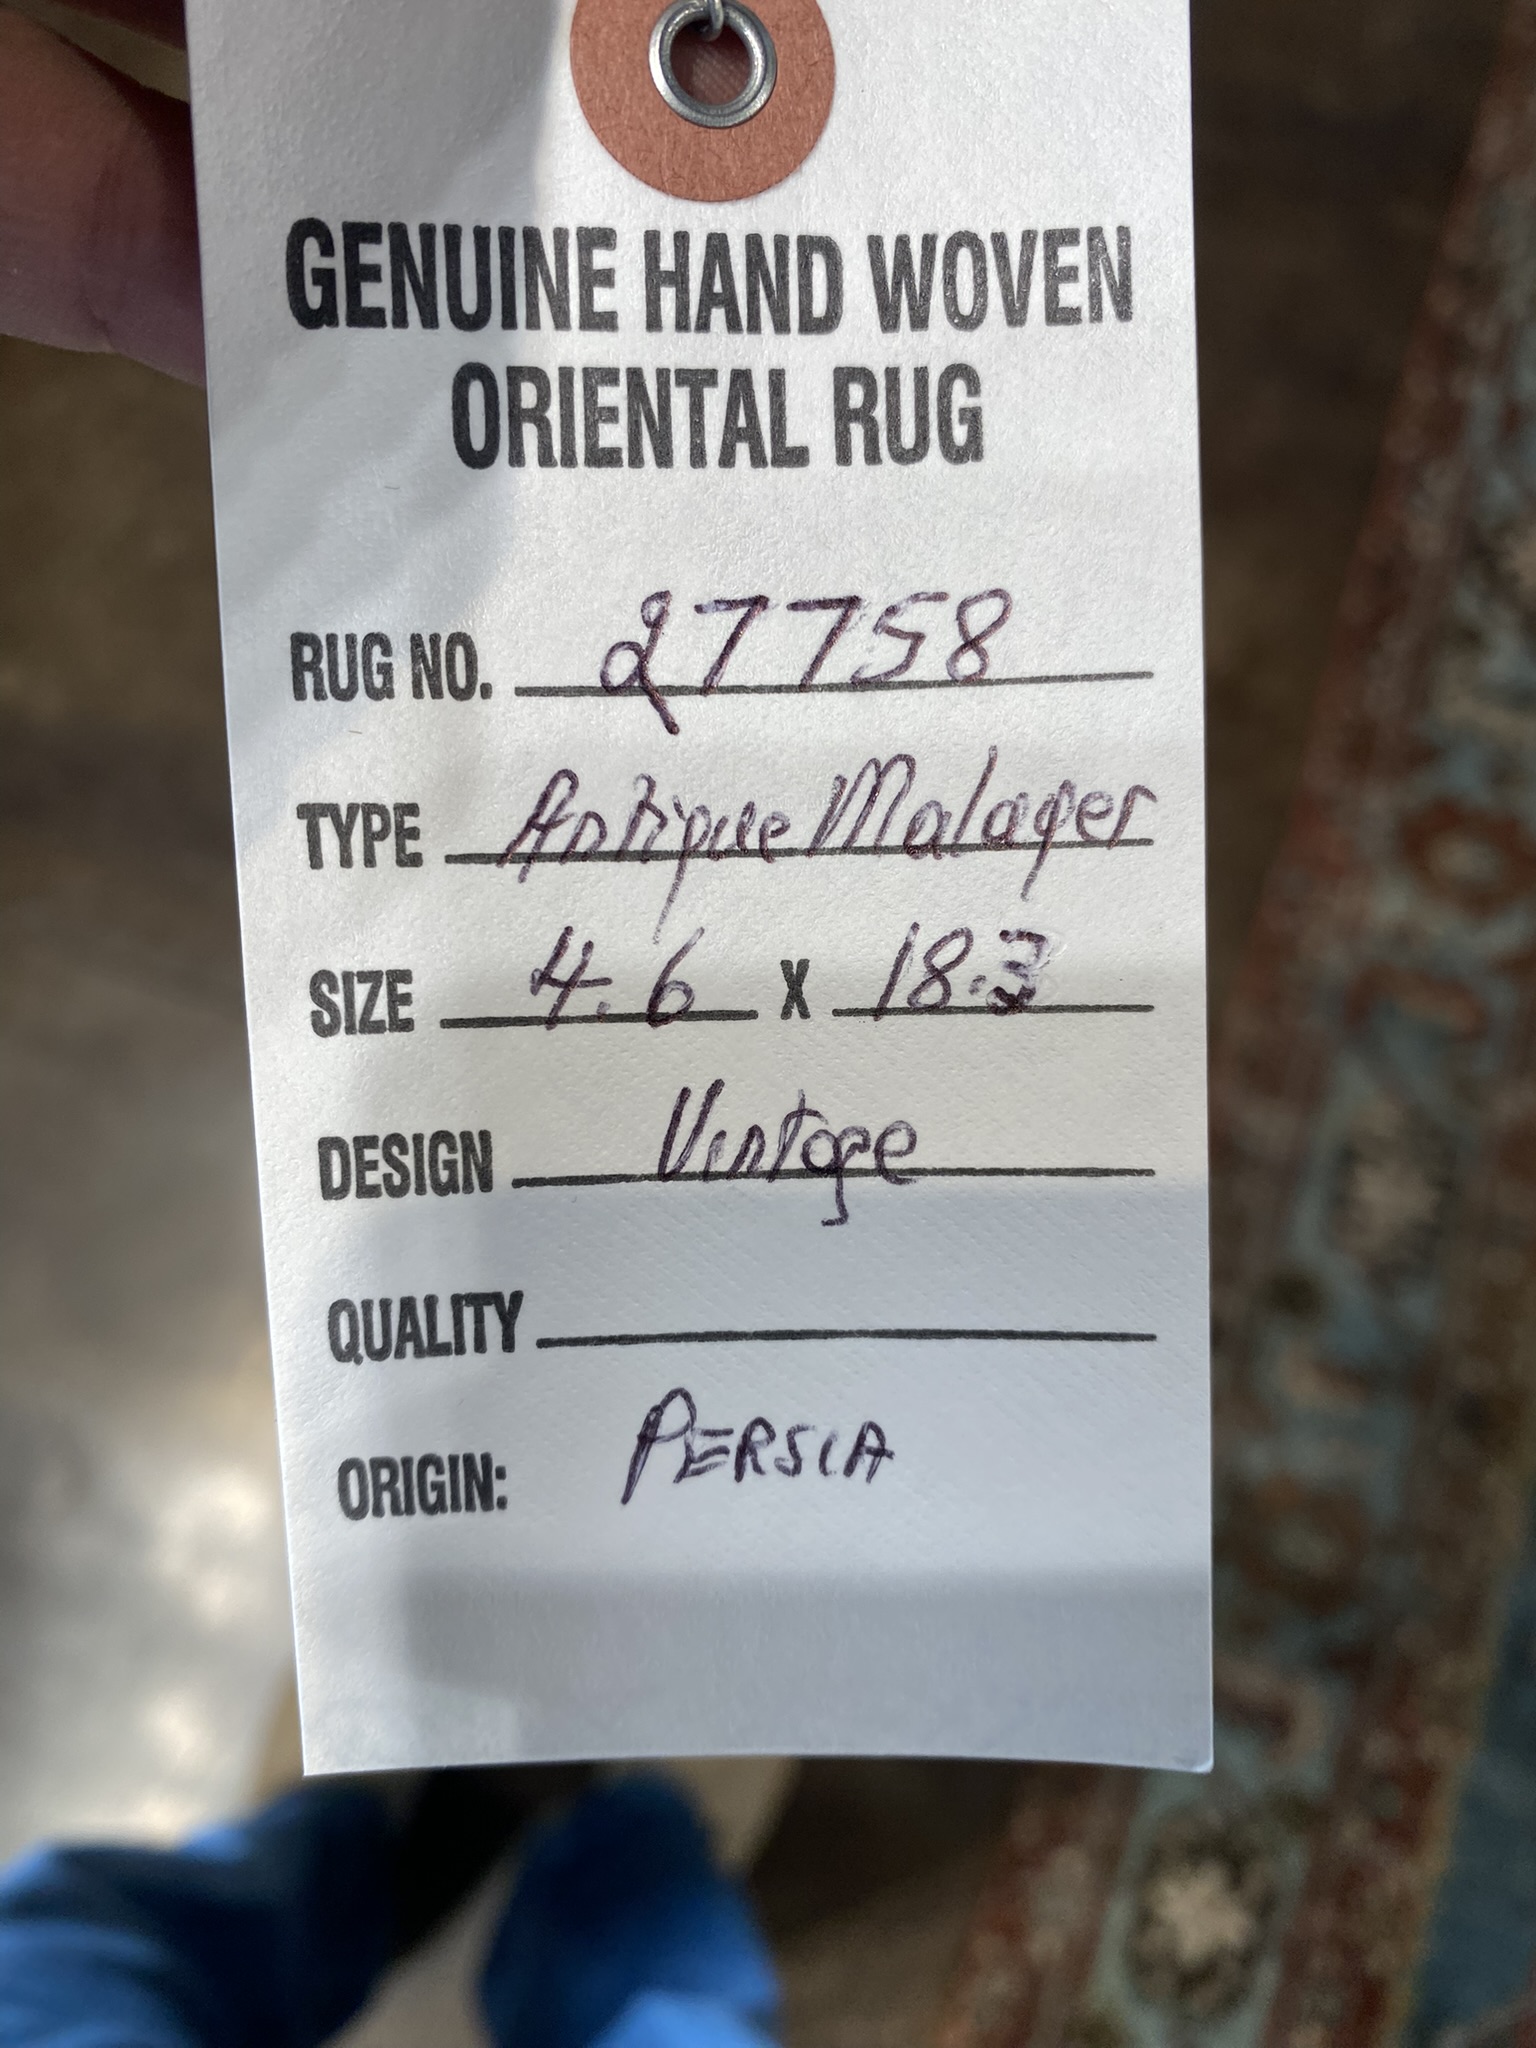 GENUINE HAND WOVEN
ORIENTAL RUG
RUG NO. 27758
TYPE Antique Malayer
SIZE 4.6 X 18.3
DESIGN Vintage
QUALITY
ORIGIN: PERSIA